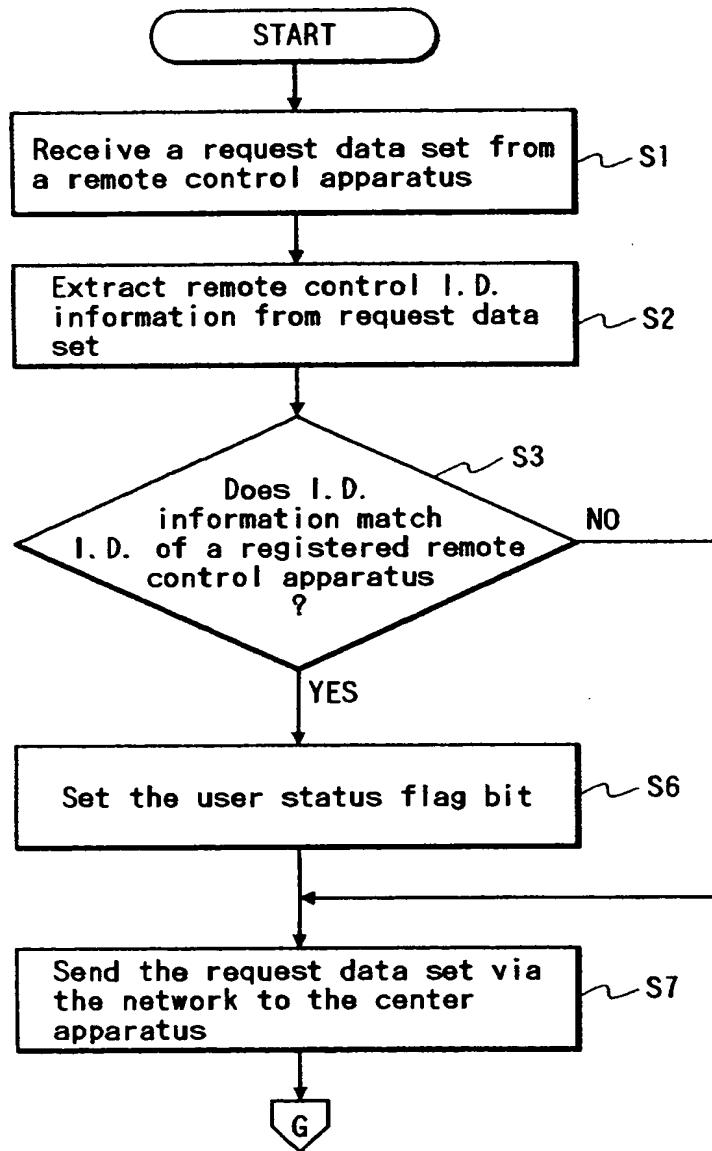 START
Receive a request data set from
a remote control apparatus
S1
Extract remote control I.D.
information from request data
set
S2
S3
Does I.D.
information match
I.D. of a registered remote
control apparatus
?
NO
YES
Set the user status flag bit
S6
Send the request data set via
the network to the center
apparatus
S7
G